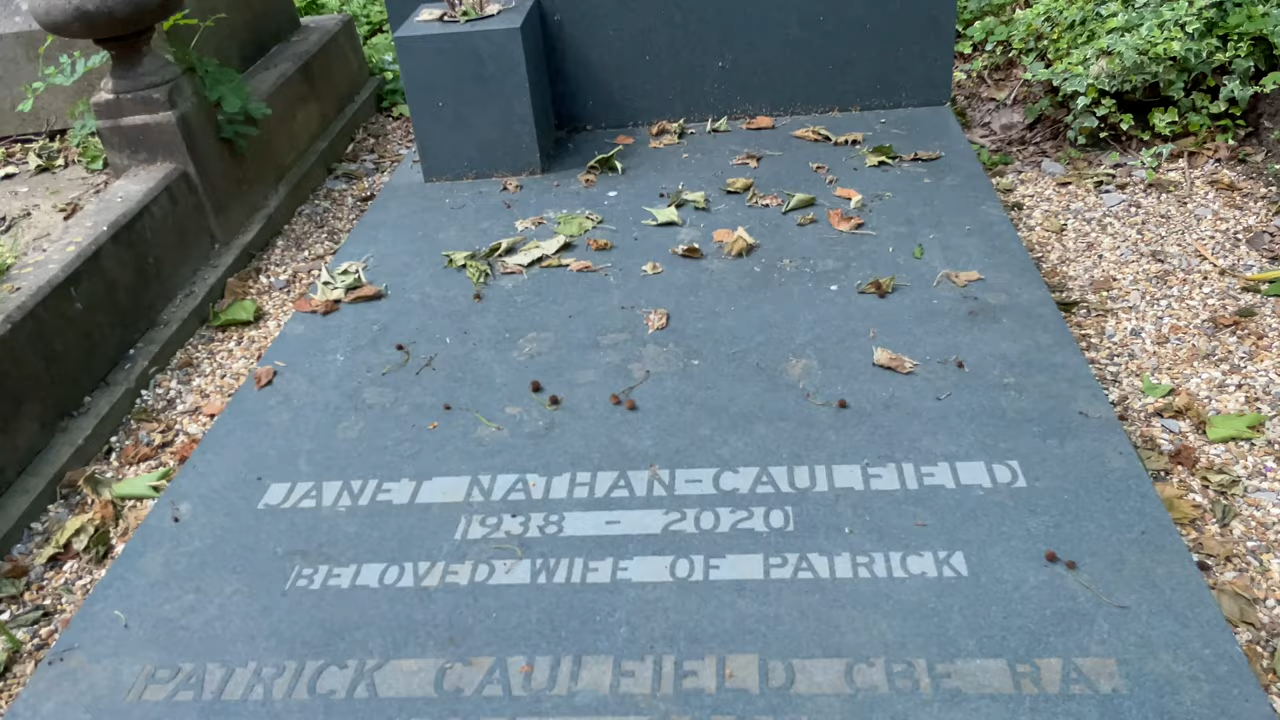 JANET NATHAN-CAULFIELD
1938 - 2020
BELOVED WIFE OF PATRICK
PATRICK CAULFIELD CBE RA.